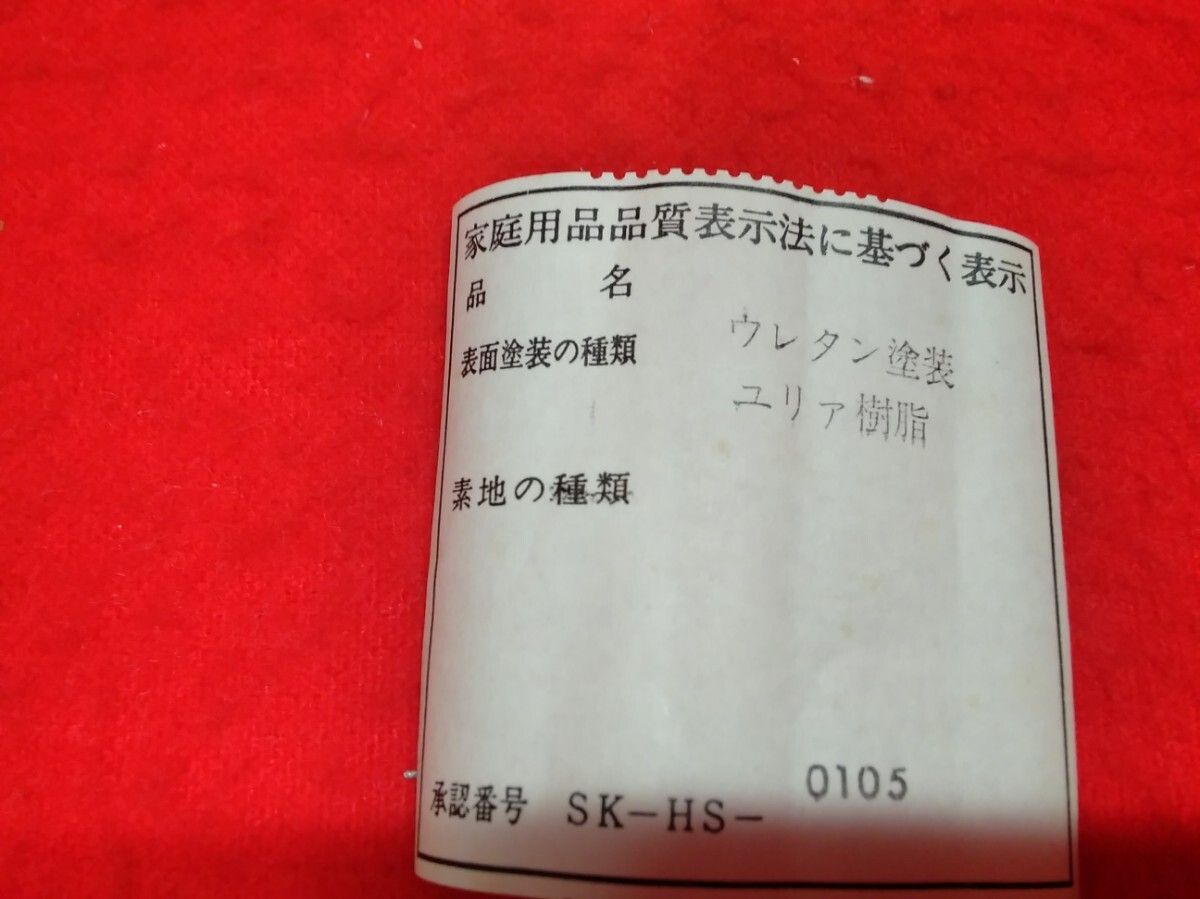 家庭用品品質表示法に基づく表示
品 名
表面塗装の種類 ウレタン塗装
ユリア樹脂
素地の種類
承認番号 SK-HS- 0105